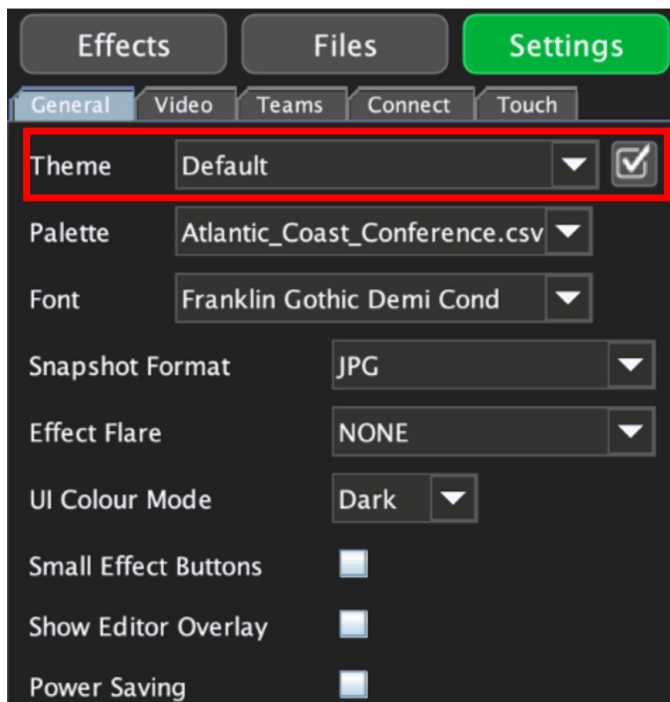 Effects Files Settings
General Video Teams Connect Touch
Theme Default
Palette Atlantic_Coast_Conference.csv
Font Franklin Gothic Demi Cond
Snapshot Format JPG
Effect Flare NONE
UI Colour Mode Dark
Small Effect Buttons
Show Editor Overlay
Power Saving